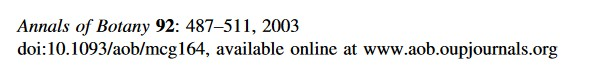 Annals of Botany 92: 487–511, 2003
doi:10.1093/aob/mcg164, available online at www.aob.oupjournals.org